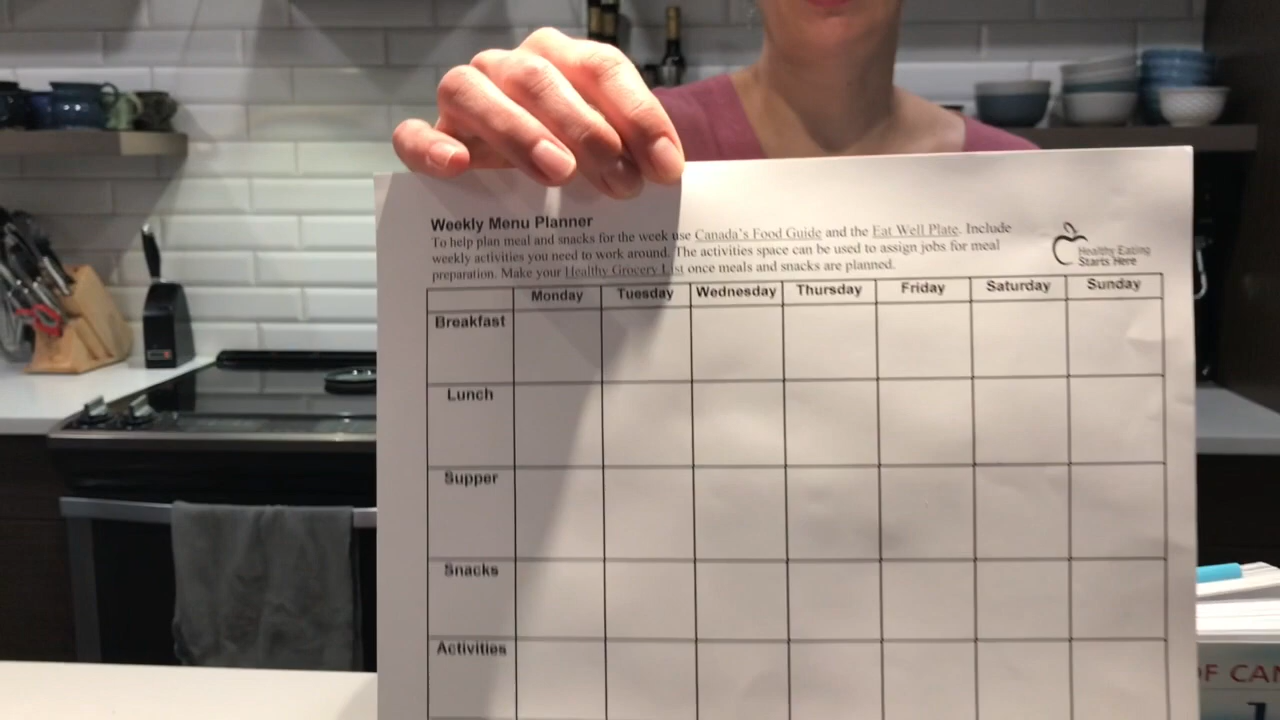 Weekly Menu Planner
To help plan meal and snacks for the week use Canada's Food Guide and the Eat Well Plate. Include
weekly activities you need to work around. The activities space can be used to assign jobs for meal
preparation. Make your Healthy Grocery List once meals and snacks are planned.
Healthy Eating
Starts Here
Monday Tuesday Wednesday Thursday Friday Saturday Sunday
Breakfast
Lunch
Supper
Snacks
Activities
OF CAN